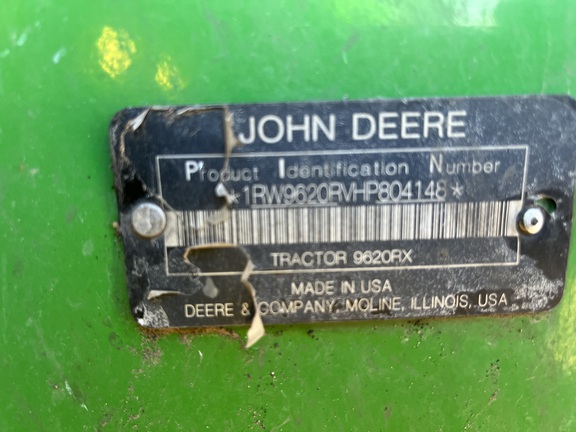 JOHN DEERE
Product Identification Number
*1RW9620RVHP804148*
TRACTOR 9620RX
MADE IN USA
DEERE & COMPANY, MOLINE, ILLINOIS, USA